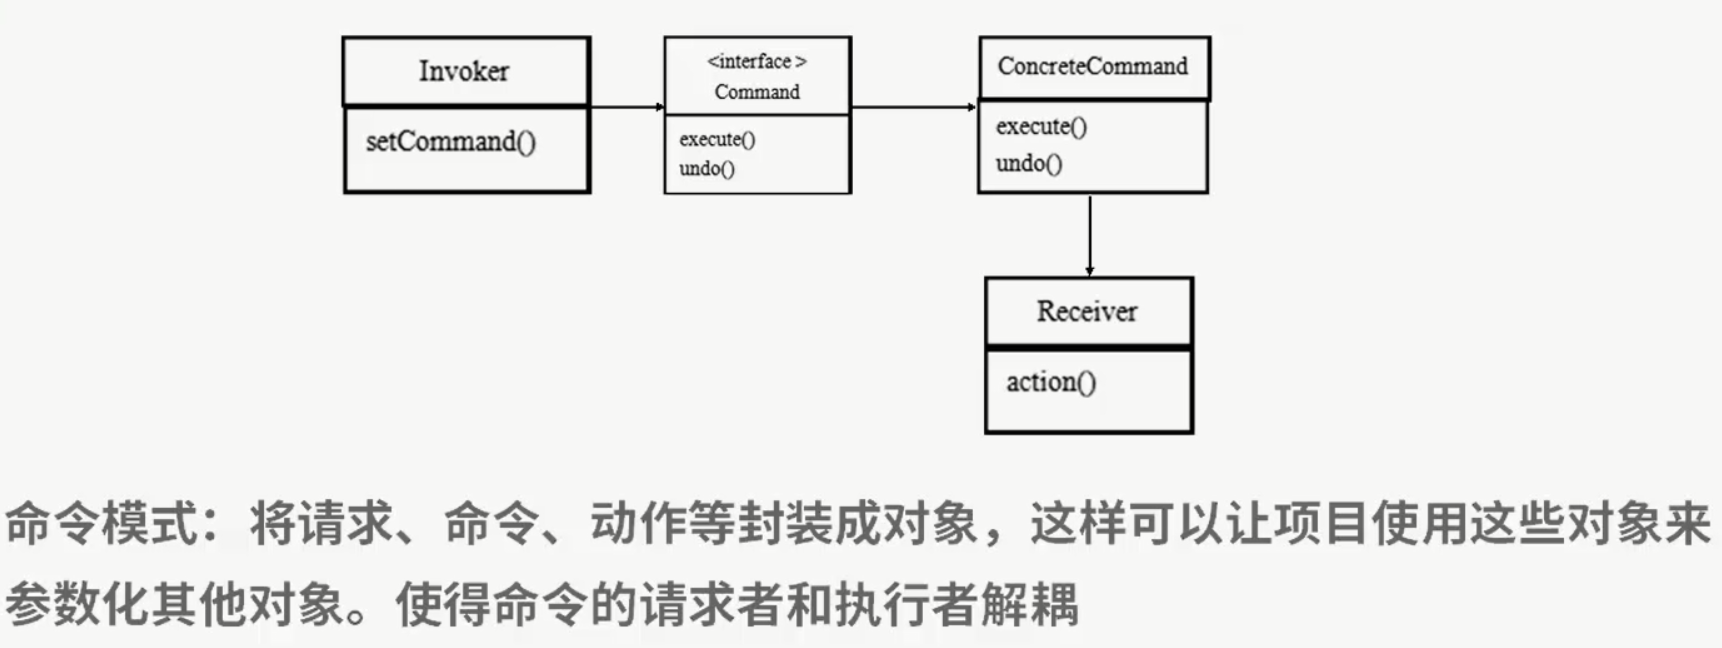 Invoker
setCommand()
<interface >
Command
execute()
undo()
ConcreteCommand
execute()
undo()
Receiver
action()
命令模式：将请求、命令、动作等封装成对象，这样可以让项目使用这些对象来
参数化其他对象。使得命令的请求者和执行者解耦